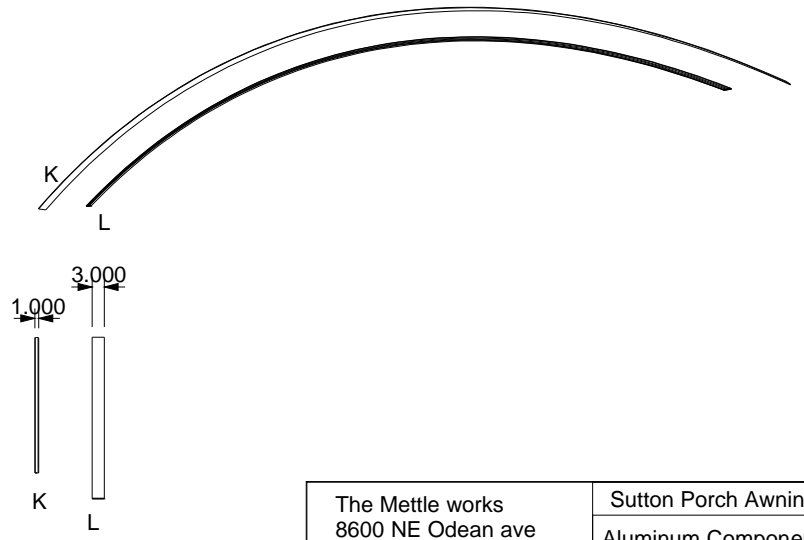 K
L
3.000
1.000
K
L
The Mettle works
8600 NE Odean ave
Sutton Porch Awnin
Aluminum Compone